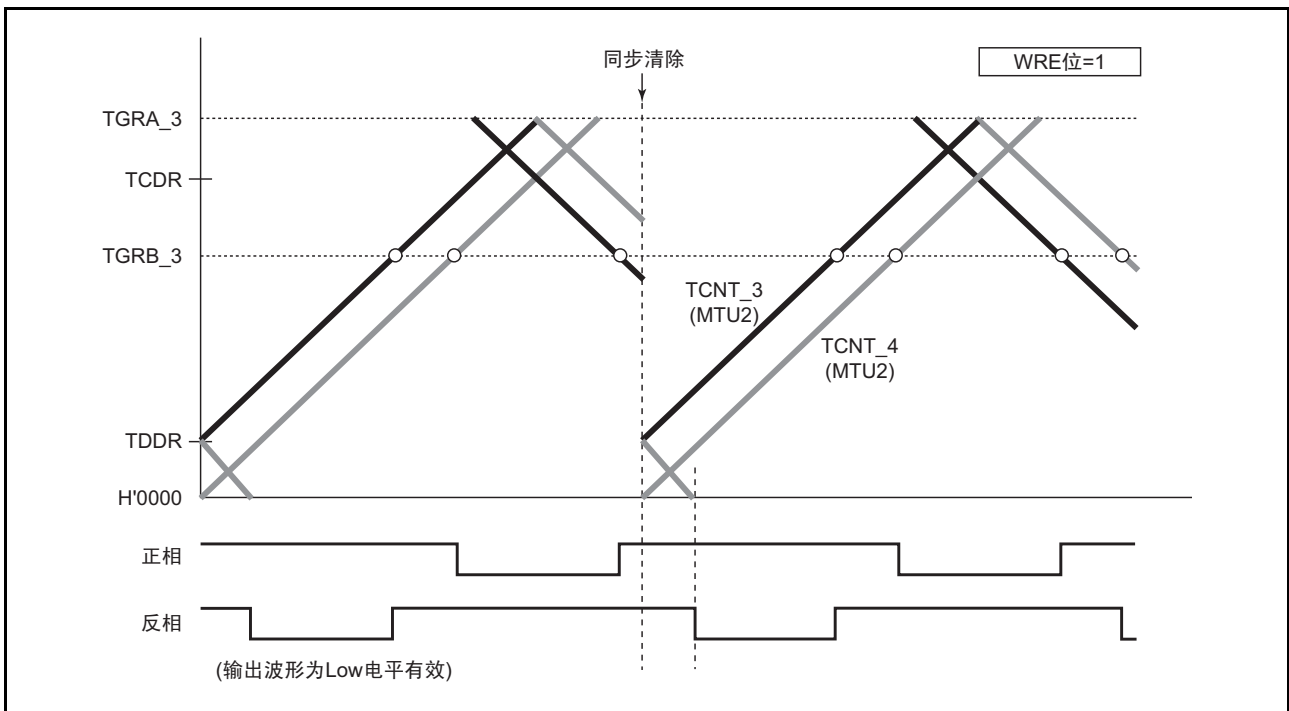 同步清除
WRE位=1
TGRA_3
TCDR
TGRB_3
TCNT_3
(MTU2)
TCNT_4
(MTU2)
TDDR
H'0000
正相
反相
(输出波形为Low电平有效)